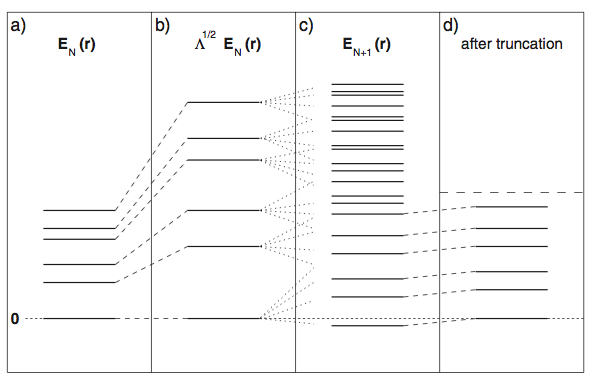 a)
E_N (r)
b)
Λ^1/2 E_N (r)
c)
E_N+1 (r)
d)
after truncation
0